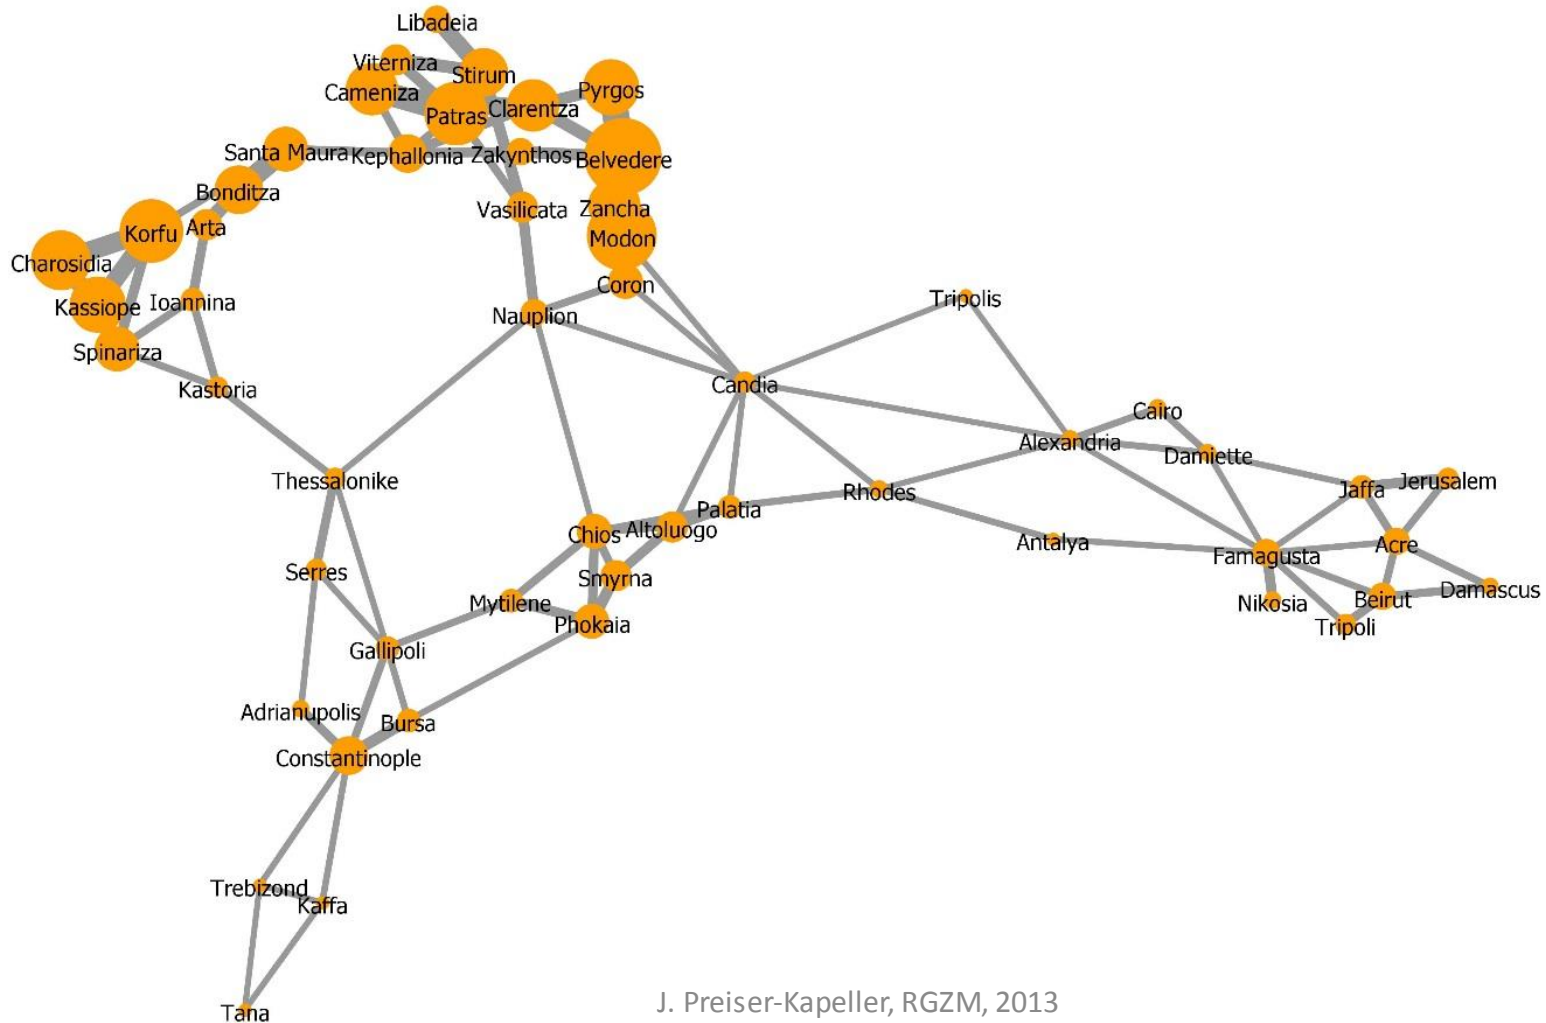 Libadeia
Viterniza
Stirum
Cameniza
Pyrgos
Patras
Clarentza
Santa Maura
Kephallonia
Zakynthos
Belvedere
Bonditza
Vasilicata
Zancha
Korfu
Arta
Modon
Charosidia
Coron
Kassiope
Ioannina
Tripolis
Nauplion
Spinariza
Kastoria
Candia
Cairo
Alexandria
Damiette
Thessalonike
Jaffa
Jerusalem
Rhodes
Palatia
Chios
Altoluogo
Antalya
Acre
Famagusta
Serres
Smyrna
Damascus
Mytilene
Nikosia
Beirut
Phokaia
Tripoli
Gallipoli
Adrianupolis
Bursa
Constantinople
Trebizond
Kaffa
J. Preiser-Kapeller, RGZM, 2013
Tana